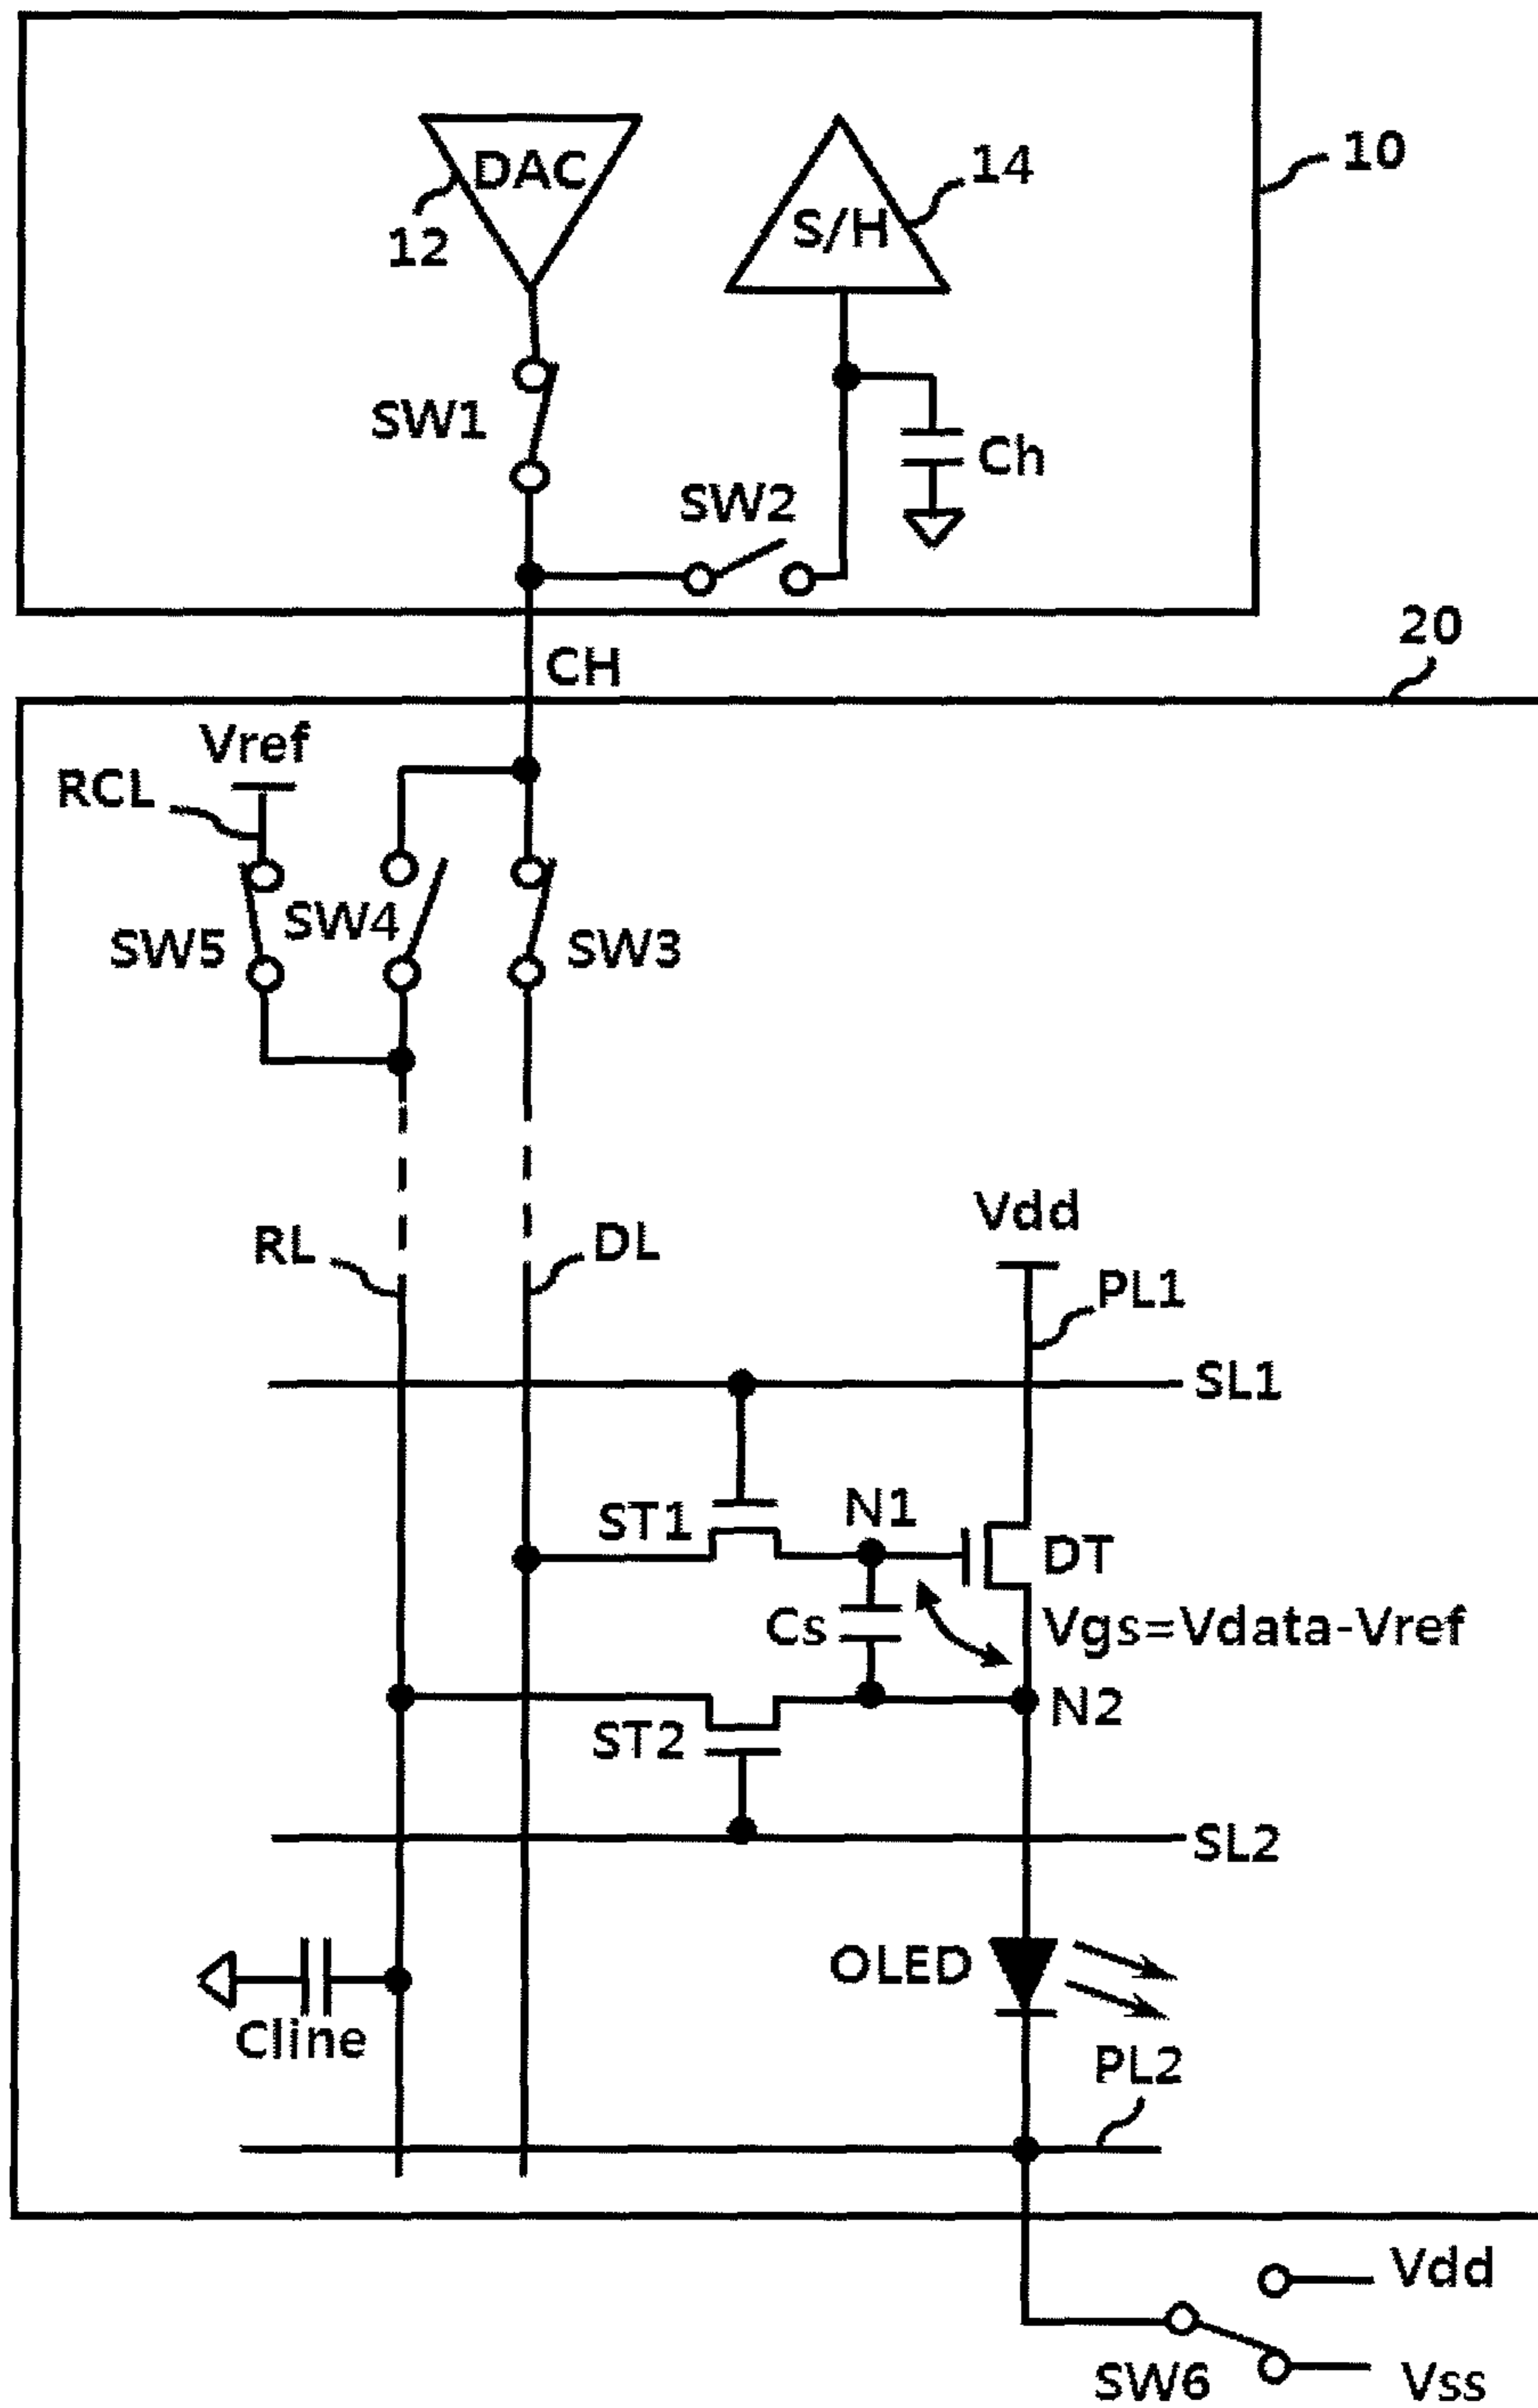 10
DAC
12
14
S/H
SW1
Ch
SW2
CH
20
Vref
RCL
SW5
SW4
SW3
RL
DL
Vdd
PL1
SL1
ST1
N1
DT
Cs
Vgs=Vdata-Vref
N2
ST2
SL2
OLED
Cline
PL2
Vdd
SW6
Vss